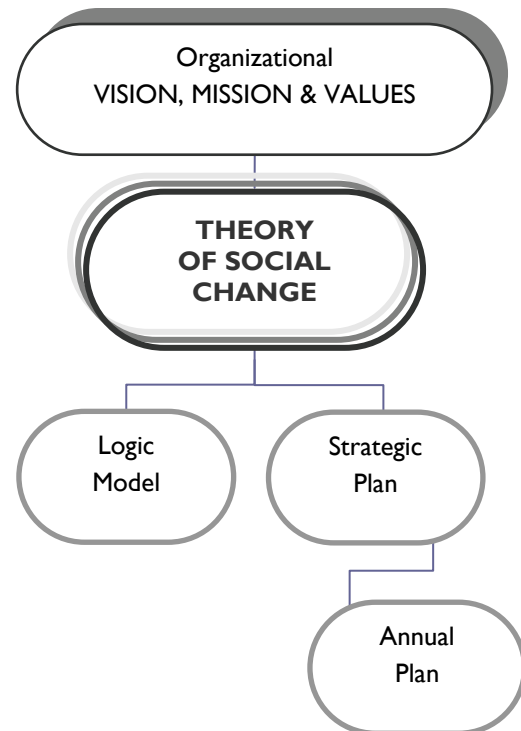 Organizational
VISION, MISSION & VALUES
THEORY
OF SOCIAL
CHANGE
Logic
Model
Strategic
Plan
Annual
Plan